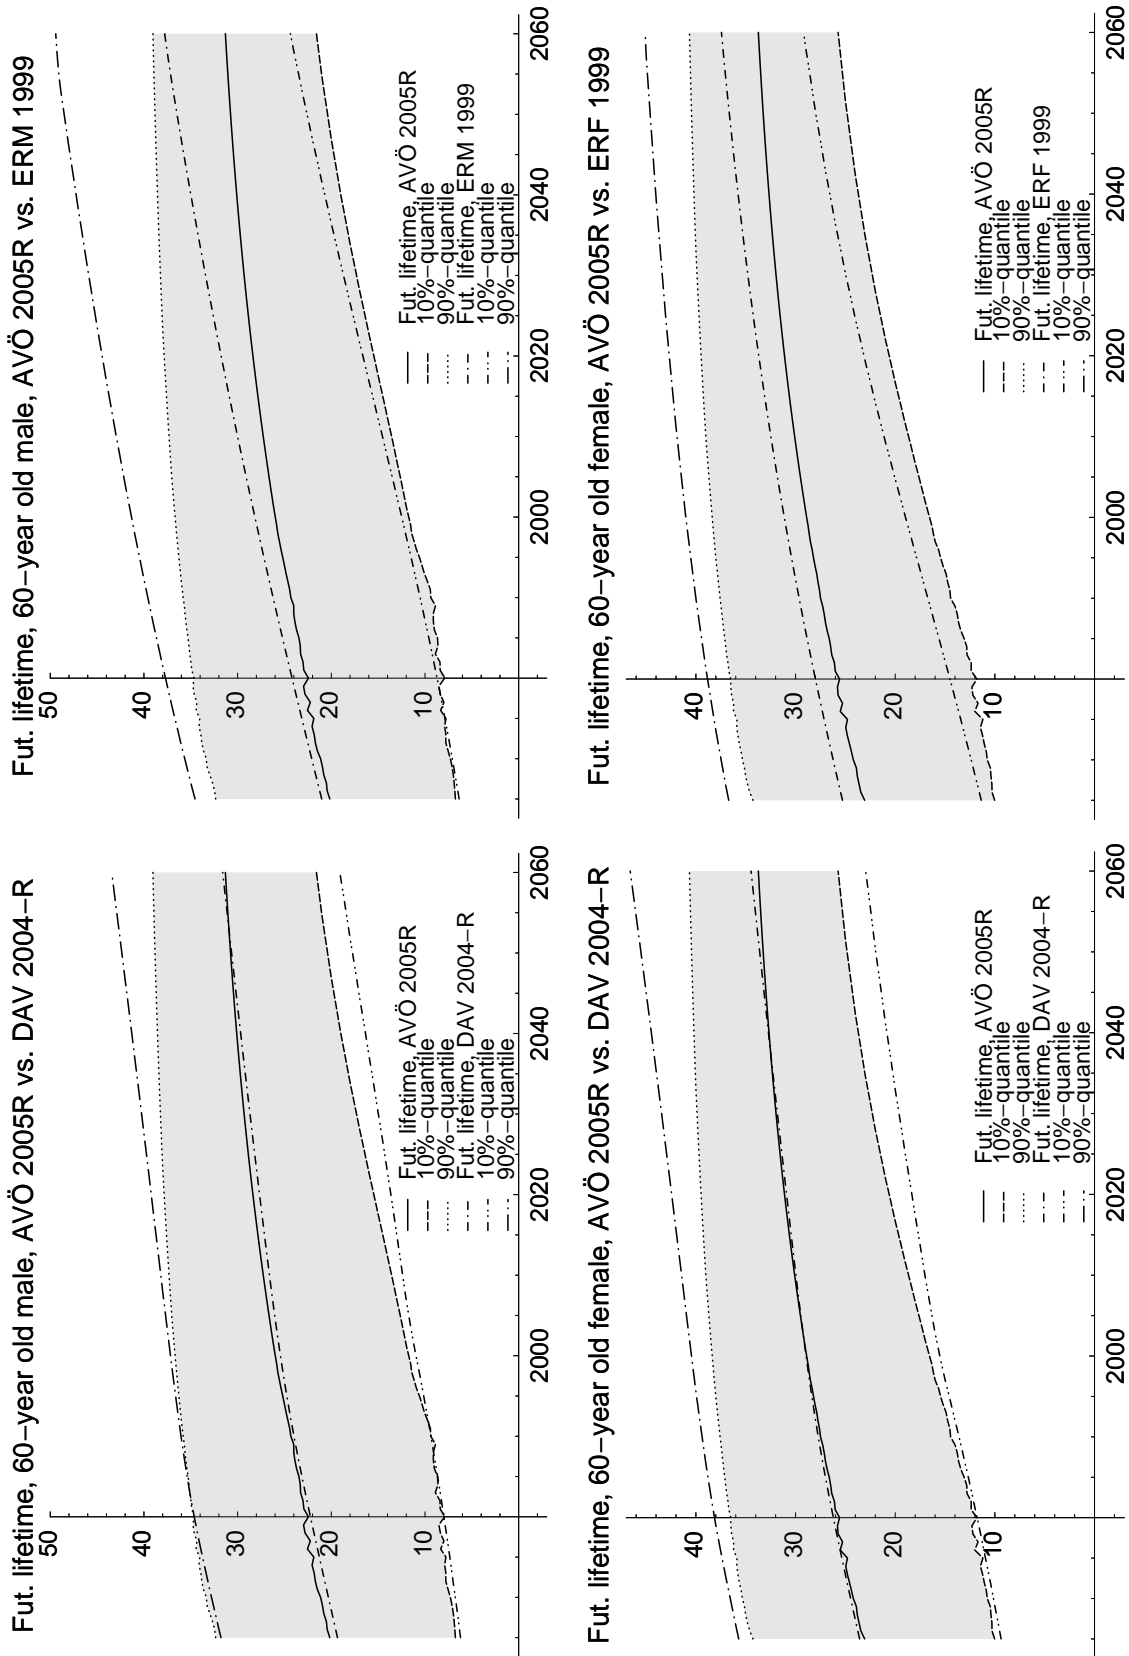 Fut. lifetime, 60−year old male, AVÖ 2005R vs. DAV 2004−R
50
40
30
20
10
2000
2020
2040
2060
Fut. lifetime, AVÖ 2005R
10%−quantile
90%−quantile
Fut. lifetime, DAV 2004−R
10%−quantile
90%−quantile
Fut. lifetime, 60−year old male, AVÖ 2005R vs. ERM 1999
50
40
30
20
10
2000
2020
2040
2060
Fut. lifetime, AVÖ 2005R
10%−quantile
90%−quantile
Fut. lifetime, ERM 1999
10%−quantile
90%−quantile
Fut. lifetime, 60−year old female, AVÖ 2005R vs. DAV 2004−R
40
30
20
10
2000
2020
2040
2060
Fut. lifetime, AVÖ 2005R
10%−quantile
90%−quantile
Fut. lifetime, DAV 2004−R
10%−quantile
90%−quantile
Fut. lifetime, 60−year old female, AVÖ 2005R vs. ERF 1999
40
30
20
10
2000
2020
2040
2060
Fut. lifetime, AVÖ 2005R
10%−quantile
90%−quantile
Fut. lifetime, ERF 1999
10%−quantile
90%−quantile